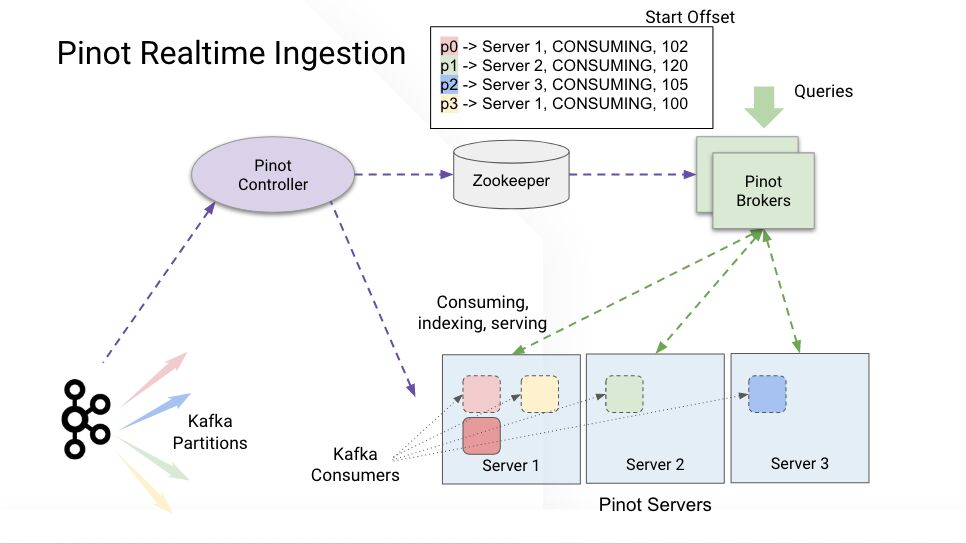 Start Offset
Pinot Realtime Ingestion
p0 -> Server 1, CONSUMING, 102
p1 -> Server 2, CONSUMING, 120
p2 -> Server 3, CONSUMING, 105
p3 -> Server 1, CONSUMING, 100
Queries
Pinot
Controller
Zookeeper
Pinot
Brokers
Consuming,
indexing, serving
Kafka
Partitions
Kafka
Consumers
Server 1
Server 2
Server 3
Pinot Servers